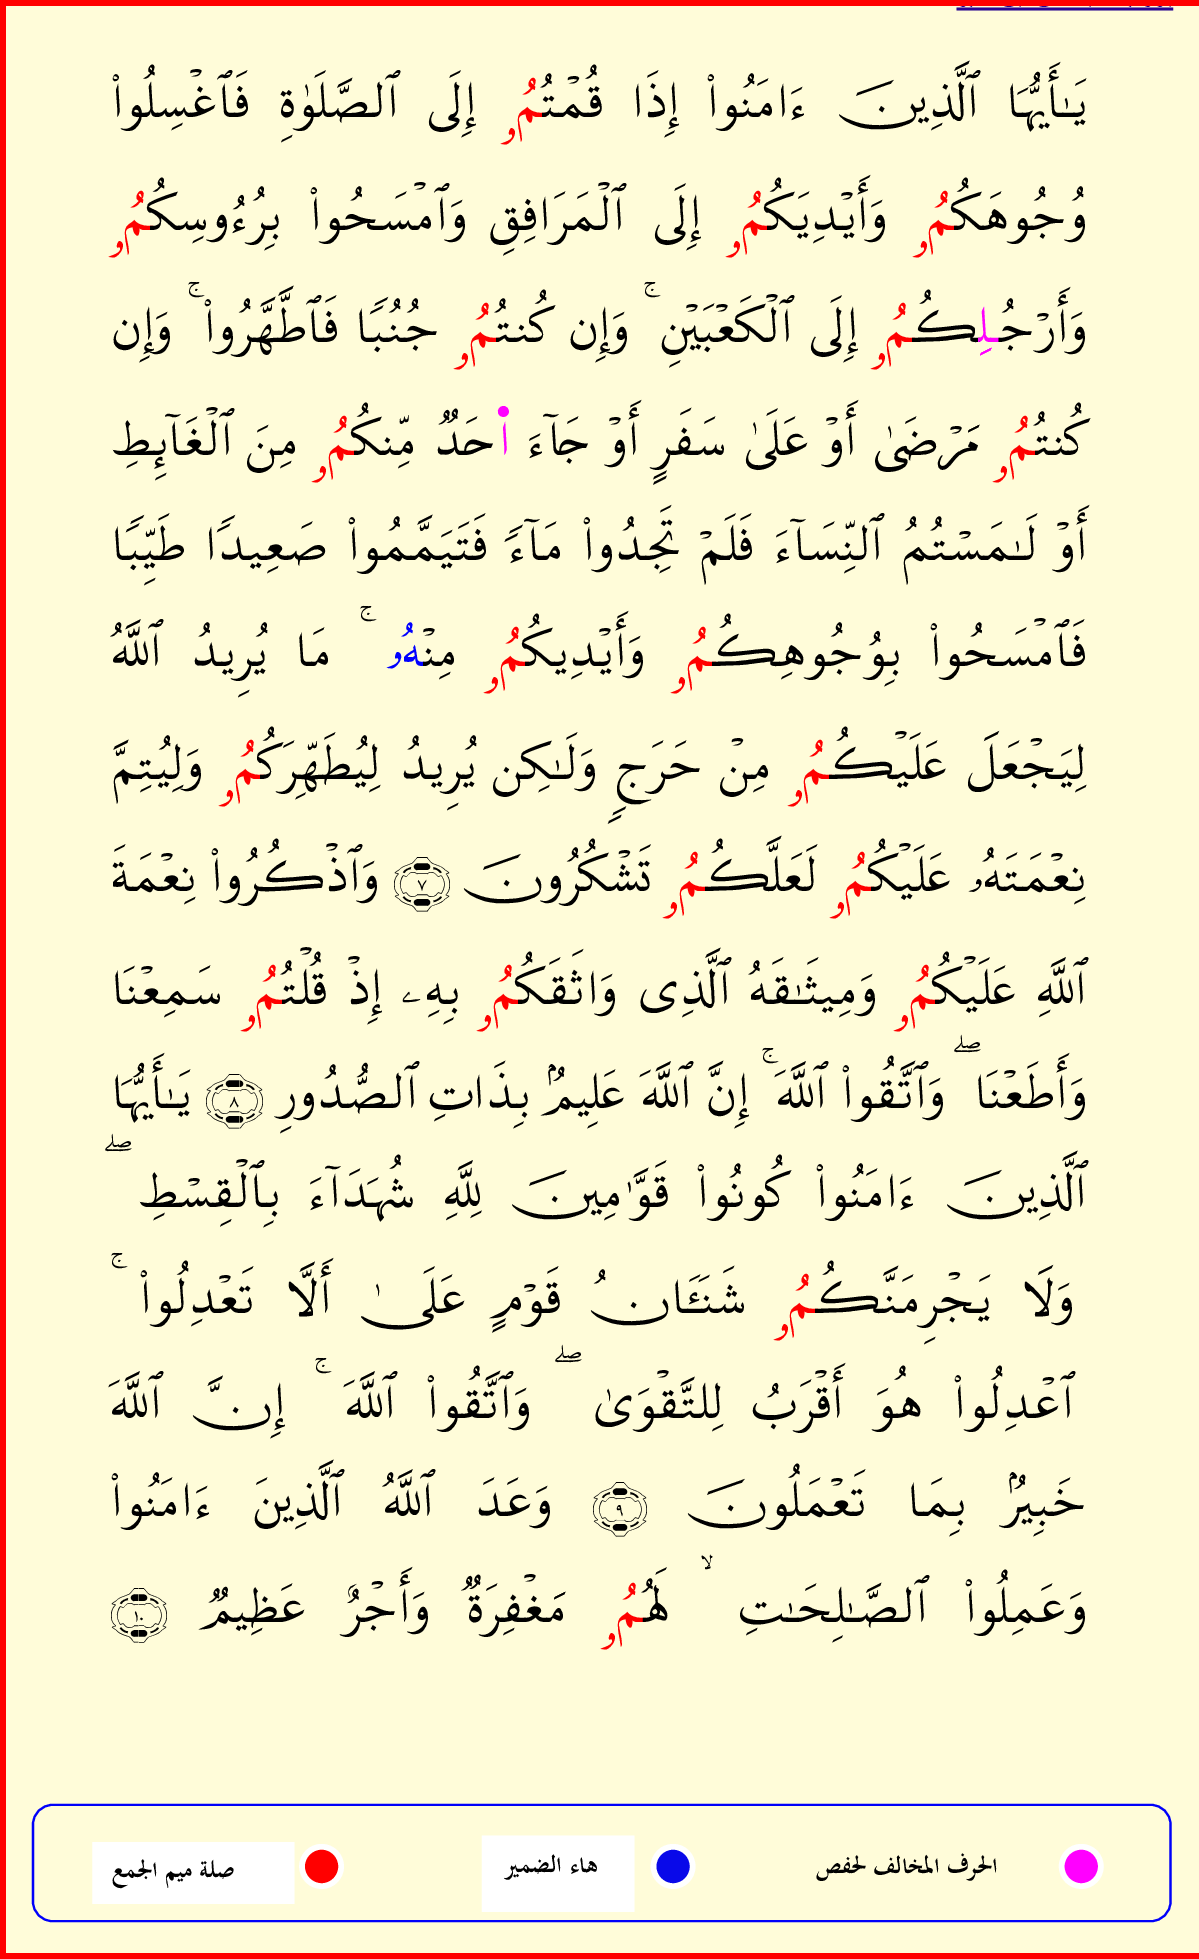 يَـٰٓأَيُّهَا ٱلَّذِينَ ءَامَنُوا۟ إِذَا قُمْتُمُۥ إِلَى ٱلصَّلَوٰةِ فَٱغْسِلُوا۟
وُجُوهَكُمُۥ وَأَيْدِيَكُمُۥ إِلَى ٱلْمَرَافِقِ وَٱمْسَحُوا۟ بِرُءُوسِكُمُۥ
وَأَرْجُلِكُمُۥ إِلَى ٱلْكَعْبَيْنِ ۚ وَإِن كُنتُمُۥ جُنُبًا فَٱطَّهَّرُوا۟ ۚ وَإِن
كُنتُمُۥ مَرْضَىٰ أَوْ عَلَىٰ سَفَرٍ أَوْ جَآءَ ا۬حَدٌ مِّنكُمُۥ مِنَ ٱلْغَآئِطِ
أَوْ لَـٰمَسْتُمُ ٱلنِّسَآءَ فَلَمْ تَجِدُوا۟ مَآءً فَتَيَمَّمُوا۟ صَعِيدًا طَيِّبًا
فَٱمْسَحُوا۟ بِوُجُوهِكُمُۥ وَأَيْدِيكُمُۥ مِنْهُۥ ۚ مَا يُرِيدُ ٱللَّهُ
لِيَجْعَلَ عَلَيْكُمُۥ مِنْ حَرَجٍ وَلَـٰكِن يُرِيدُ لِيُطَهِّرَكُمُۥ وَلِيُتِمَّ
نِعْمَتَهُۥ عَلَيْكُمُۥ لَعَلَّكُمُۥ تَشْكُرُونَ ٧ وَٱذْكُرُوا۟ نِعْمَةَ
ٱللَّهِ عَلَيْكُمُۥ وَمِيثَـٰقَهُ ٱلَّذِى وَاثَقَكُمُۥ بِهِۦ إِذْ قُلْتُمُۥ سَمِعْنَا
وَأَطَعْنَا ۖ وَٱتَّقُوا۟ ٱللَّهَ ۚ إِنَّ ٱللَّهَ عَلِيمٌۢ بِذَاتِ ٱلصُّدُورِ ٨ يَـٰٓأَيُّهَا
ٱلَّذِينَ ءَامَنُوا۟ كُونُوا۟ قَوَّٰمِينَ لِلَّهِ شُهَدَآءَ بِٱلْقِسْطِ ۖ
وَلَا يَجْرِمَنَّكُمُۥ شَنَـَٔانُ قَوْمٍ عَلَىٰ أَلَّا تَعْدِلُوا۟ ۚ
ٱعْدِلُوا۟ هُوَ أَقْرَبُ لِلتَّقْوَىٰ ۖ وَٱتَّقُوا۟ ٱللَّهَ ۚ إِنَّ ٱللَّهَ
خَبِيرٌۢ بِمَا تَعْمَلُونَ ٩ وَعَدَ ٱللَّهُ ٱلَّذِينَ ءَامَنُوا۟
وَعَمِلُوا۟ ٱلصَّـٰلِحَـٰتِ ۙ لَهُمُۥ مَغْفِرَةٌ وَأَجْرٌ عَظِيمٌ ١٠
الحرف المخالف لحفص
هاء الضمير
صلة ميم الجمع